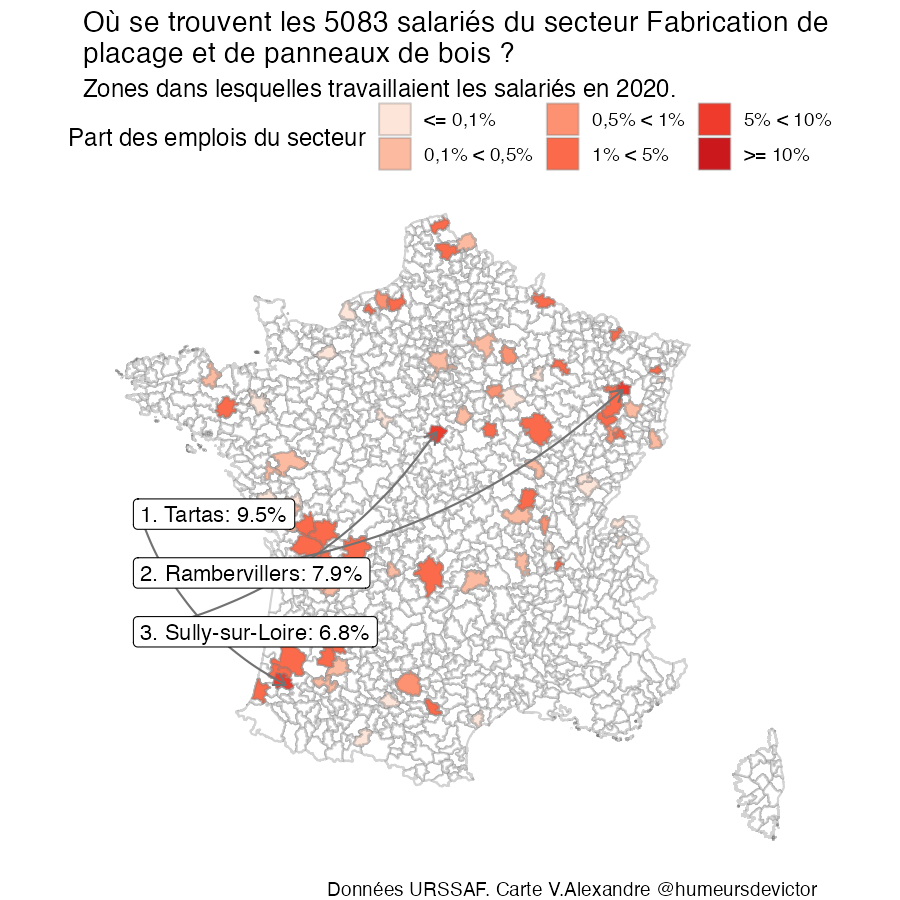 Où se trouvent les 5083 salariés du secteur Fabrication de
placage et de panneaux de bois ?
Zones dans lesquelles travaillaient les salariés en 2020.
Part des emplois du secteur
<= 0,1%
0,1% < 0,5%
0,5% < 1%
1% < 5%
5% < 10%
>= 10%
1. Tartas: 9.5%
2. Rambervillers: 7.9%
3. Sully-sur-Loire: 6.8%
Données URSSAF. Carte V.Alexandre @humeursdevictor